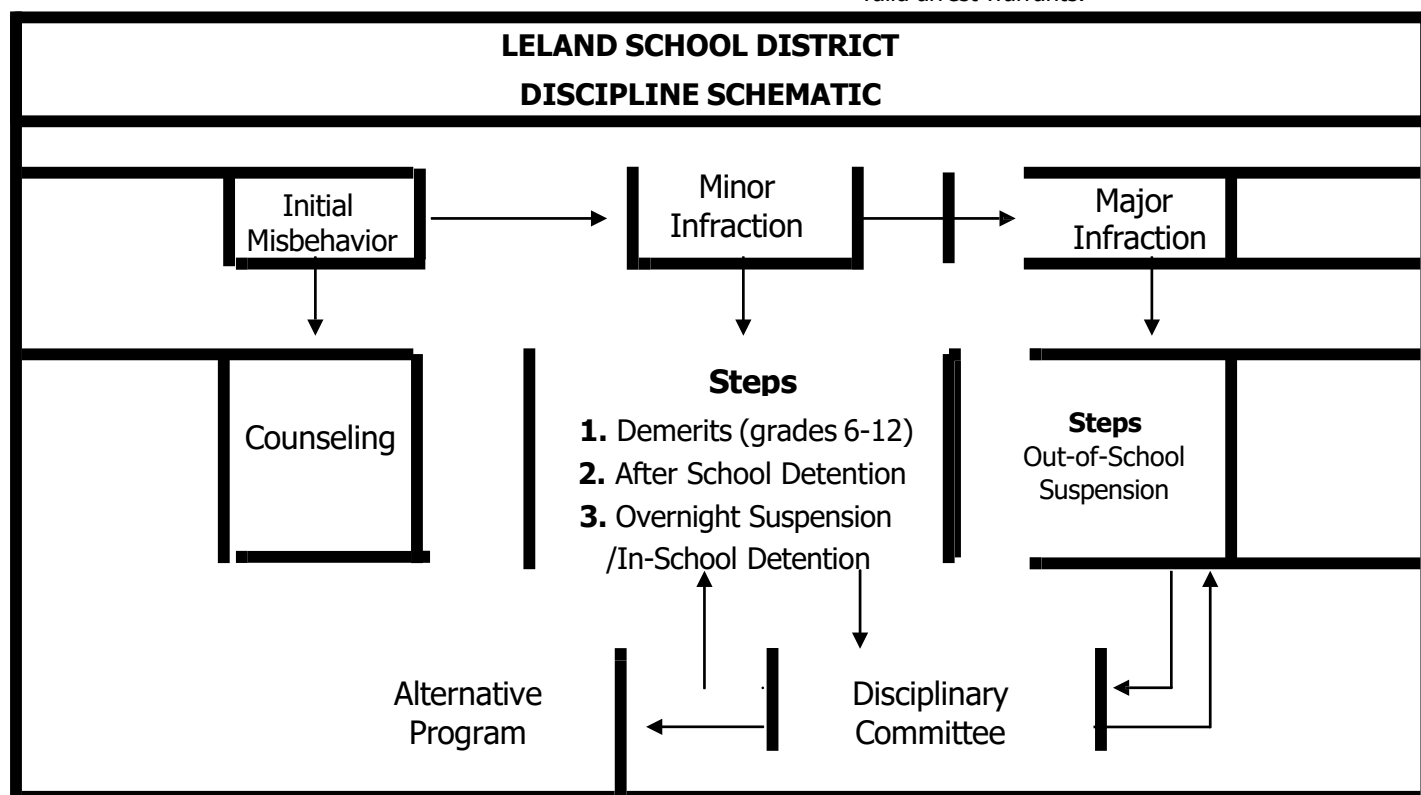 LELAND SCHOOL DISTRICT
DISCIPLINE SCHEMATIC
Initial
Misbehavior
Minor
Infraction
Major
Infraction
Counseling
Steps
1. Demerits (grades 6-12)
2. After School Detention
3. Overnight Suspension
/In-School Detention
Steps
Out-of-School
Suspension
Alternative
Program
Disciplinary
Committee